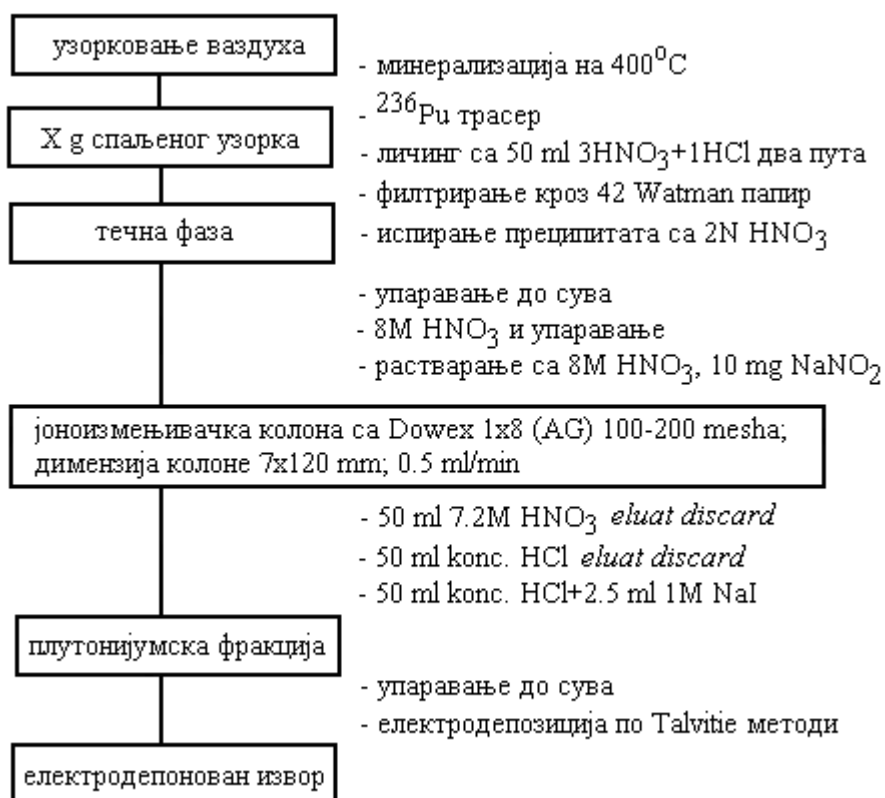 узорковање ваздуха
- минерализација на 400⁰C
- ²³⁶Pu трасер
X g спаљеног узорка
- личинг са 50 ml 3HNO₃+1HCl два пута
- филтрирање кроз 42 Watman папир
течна фаза
- испирање преципитата са 2N HNO₃
- упаравање до сува
- 8M HNO₃ и упаравање
- растварање са 8M HNO₃, 10 mg NaNO₂
јоноизмењивачка колона са Dowex 1x8 (AG) 100-200 mesha;
димензија колоне 7x120 mm; 0.5 ml/min
- 50 ml 7.2M HNO₃ eluat discard
- 50 ml konc. HCl eluat discard
- 50 ml konc. HCl+2.5 ml 1M NaI
плутонијумска фракција
- упаравање до сува
- електродепозиција по Talvitie методи
електродепонован извор